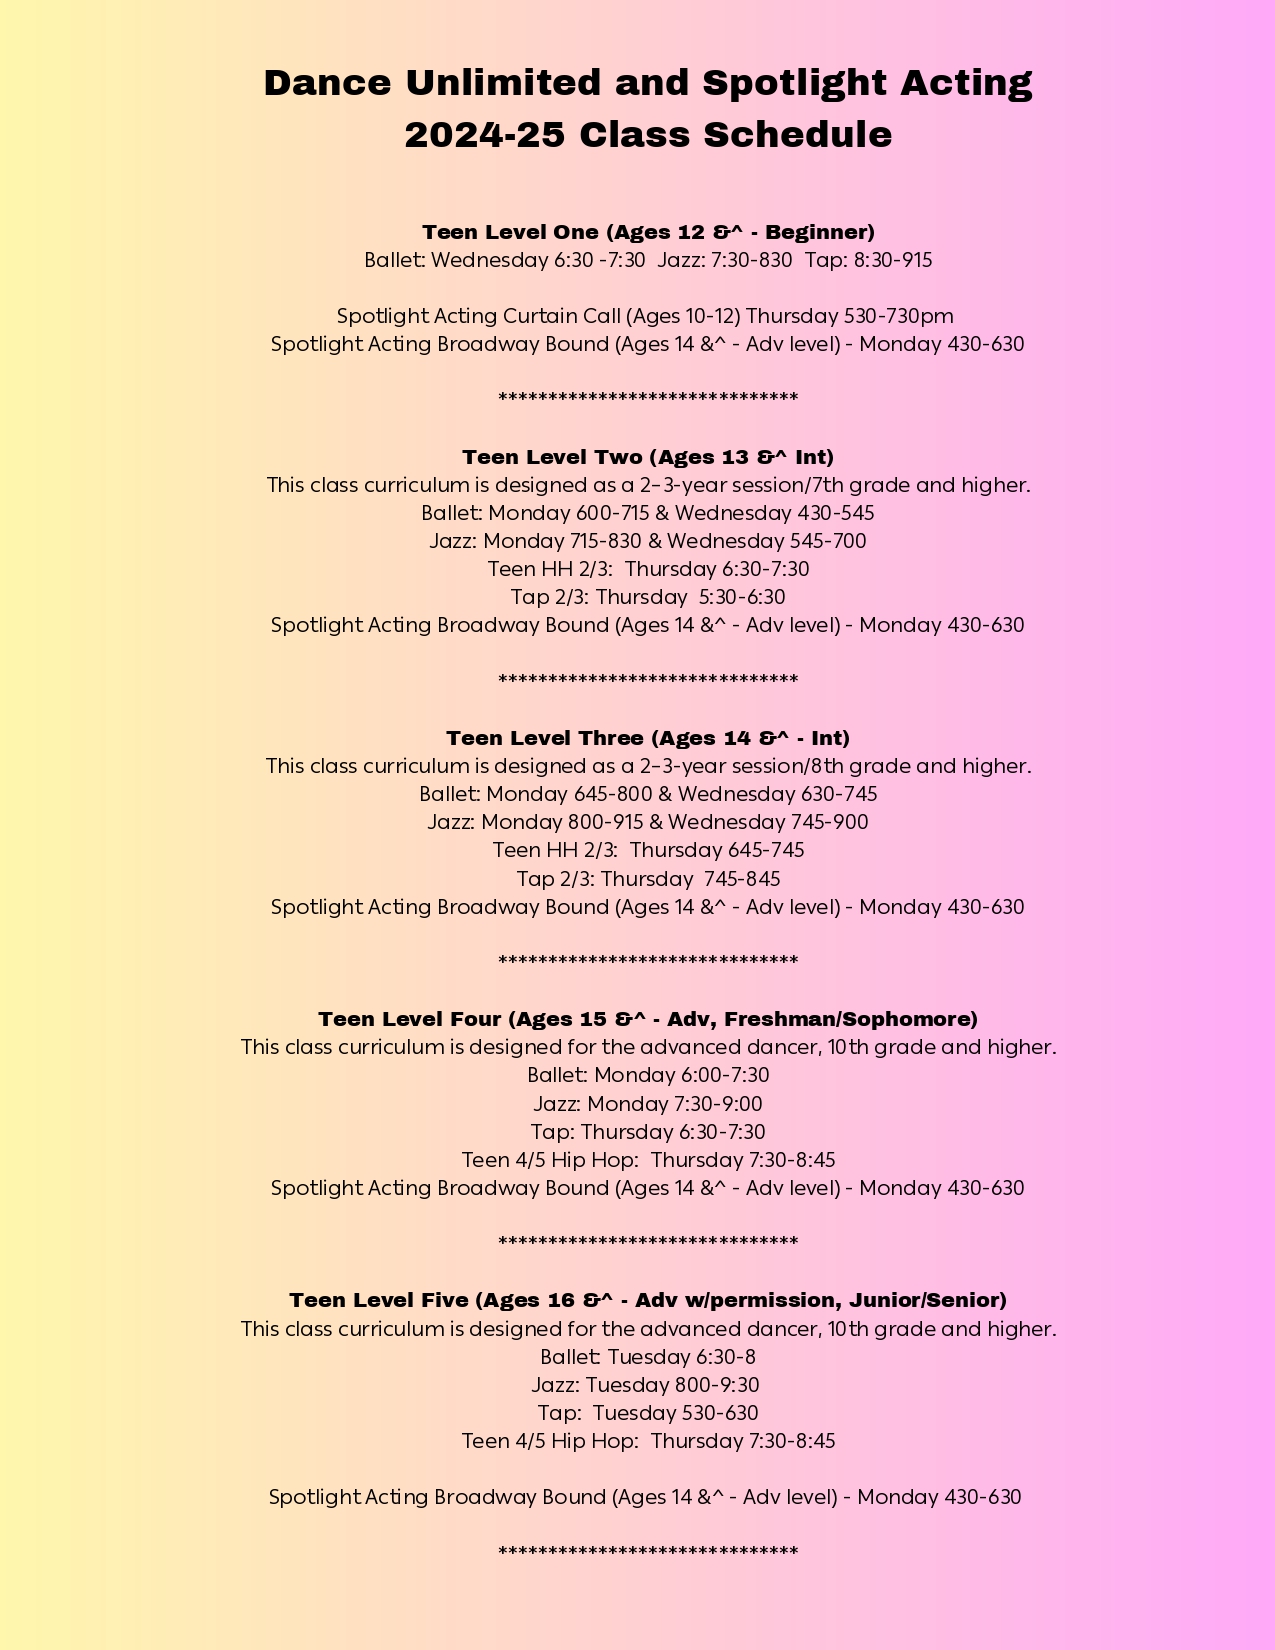 Dance Unlimited and Spotlight Acting
2024-25 Class Schedule
Teen Level One (Ages 12 &^ - Beginner)
Ballet: Wednesday 6:30 -7:30  Jazz: 7:30-830  Tap: 8:30-915
Spotlight Acting Curtain Call (Ages 10-12) Thursday 530-730pm
Spotlight Acting Broadway Bound (Ages 14 &^ - Adv level) - Monday 430-630
******************************
Teen Level Two (Ages 13 &^ Int)
This class curriculum is designed as a 2–3-year session/7th grade and higher.
Ballet: Monday 600-715 & Wednesday 430-545
Jazz: Monday 715-830 & Wednesday 545-700
Teen HH 2/3:  Thursday 6:30-7:30
Tap 2/3: Thursday  5:30-6:30
Spotlight Acting Broadway Bound (Ages 14 &^ - Adv level) - Monday 430-630
******************************
Teen Level Three (Ages 14 &^ - Int)
This class curriculum is designed as a 2–3-year session/8th grade and higher.
Ballet: Monday 645-800 & Wednesday 630-745
Jazz: Monday 800-915 & Wednesday 745-900
Teen HH 2/3:  Thursday 645-745
Tap 2/3: Thursday  745-845
Spotlight Acting Broadway Bound (Ages 14 &^ - Adv level) - Monday 430-630
******************************
Teen Level Four (Ages 15 &^ - Adv, Freshman/Sophomore)
This class curriculum is designed for the advanced dancer, 10th grade and higher.
Ballet: Monday 6:00-7:30
Jazz: Monday 7:30-9:00
Tap: Thursday 6:30-7:30
Teen 4/5 Hip Hop:  Thursday 7:30-8:45
Spotlight Acting Broadway Bound (Ages 14 &^ - Adv level) - Monday 430-630
******************************
Teen Level Five (Ages 16 &^ - Adv w/permission, Junior/Senior)
This class curriculum is designed for the advanced dancer, 10th grade and higher.
Ballet: Tuesday 6:30-8
Jazz: Tuesday 800-9:30
Tap:  Tuesday 530-630
Teen 4/5 Hip Hop:  Thursday 7:30-8:45
Spotlight Acting Broadway Bound (Ages 14 &^ - Adv level) - Monday 430-630
******************************